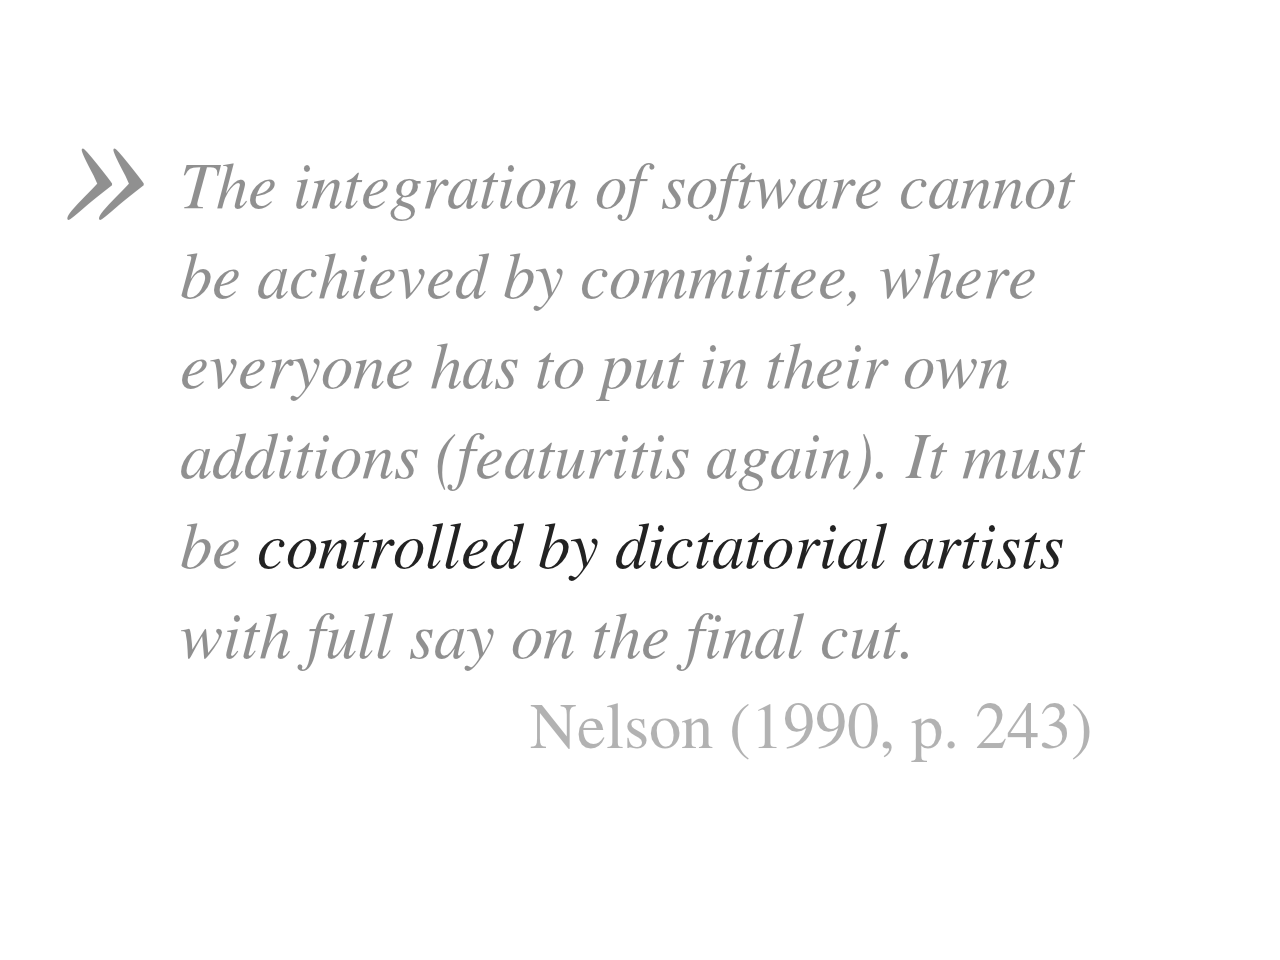 » The integration of software cannot
be achieved by committee, where
everyone has to put in their own
additions (featuritis again). It must
be controlled by dictatorial artists
with full say on the final cut.
Nelson (1990, p. 243)